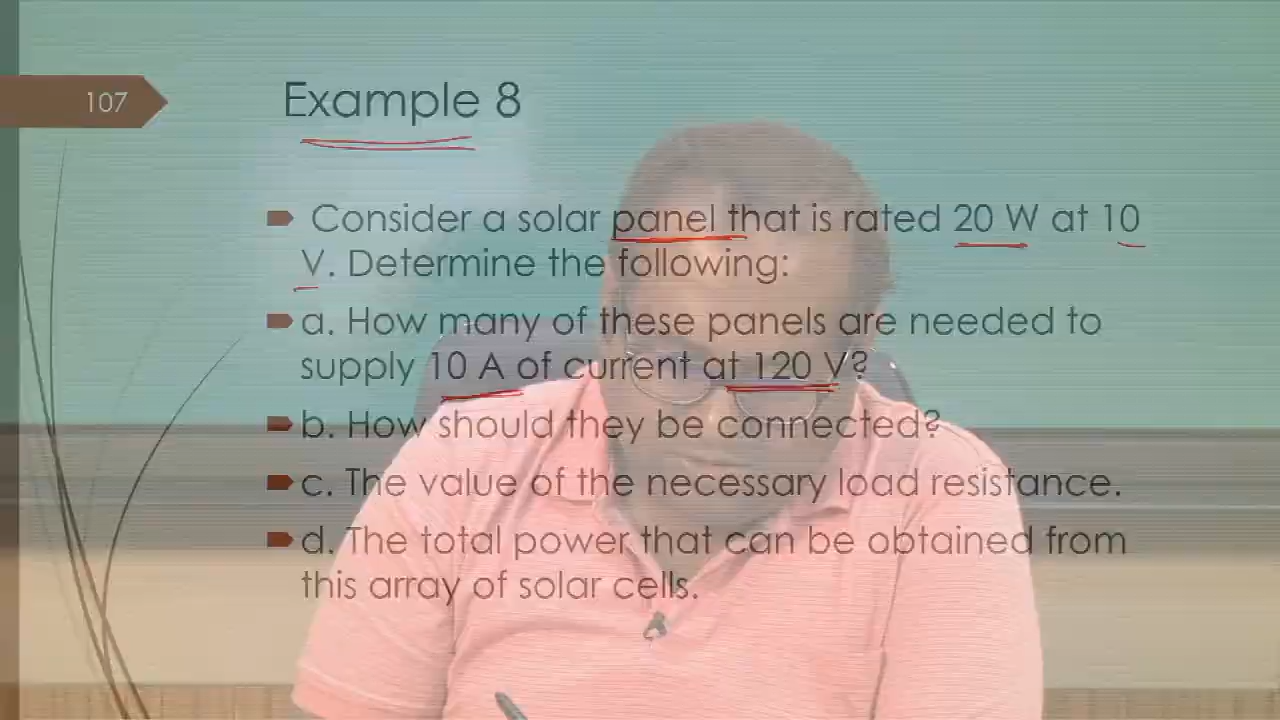 107
Example 8
Consider a solar panel that is rated 20 W at 10
V. Determine the following:
a. How many of these panels are needed to
supply 10 A of current at 120 V?
b. How should they be connected?
c. The value of the necessary load resistance.
d. The total power that can be obtained from
this array of solar cells.